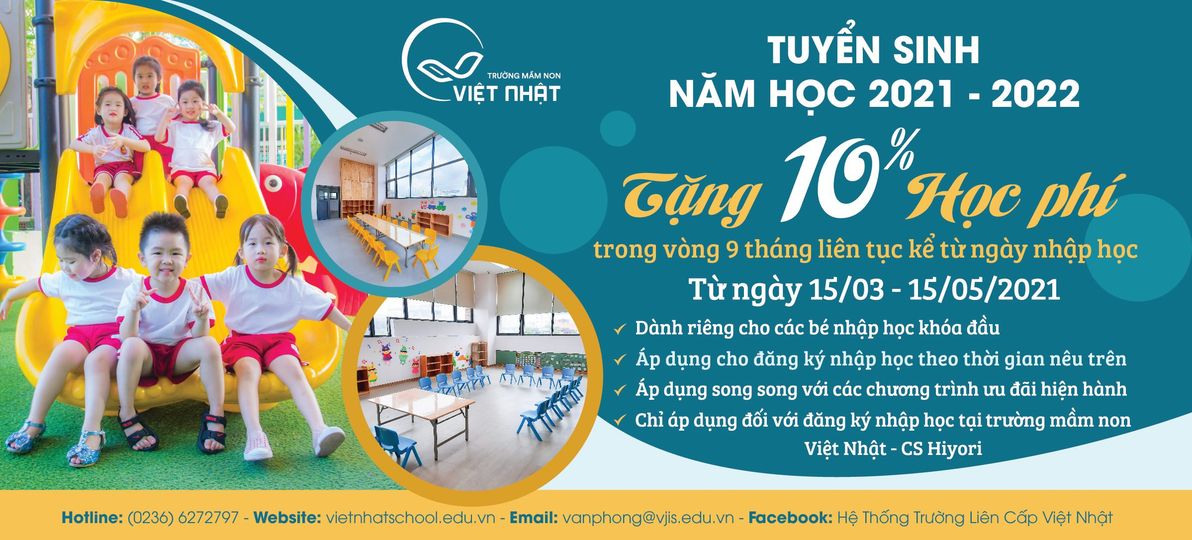 TRƯỜNG MẦM NON
VIỆT NHẬT
TUYỂN SINH
NĂM HỌC 2021 - 2022
Tặng 10% Học phí
trong vòng 9 tháng liên tục kể từ ngày nhập học
Từ ngày 15/03 - 15/05/2021
✓ Dành riêng cho các bé nhập học khóa đầu
✓ Áp dụng cho đăng ký nhập học theo thời gian nêu trên
✓ Áp dụng song song với các chương trình ưu đãi hiện hành
✓ Chỉ áp dụng đối với đăng ký nhập học tại trường mầm non
Việt Nhật - CS Hiyori
Hotline: (0236) 6272797 - Website: vietnhatschool.edu.vn - Email: vanphong@vjis.edu.vn - Facebook: Hệ Thống Trường Liên Cấp Việt Nhật